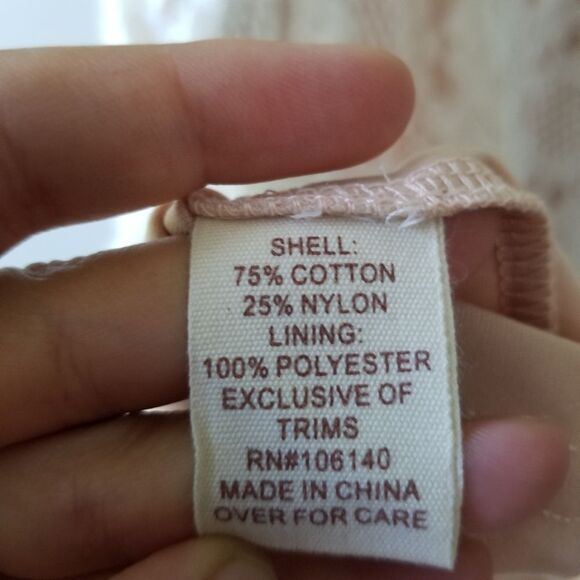 SHELL:
75% COTTON
25% NYLON
LINING:
100% POLYESTER
EXCLUSIVE OF
TRIMS
RN#106140
MADE IN CHINA
OVER FOR CARE